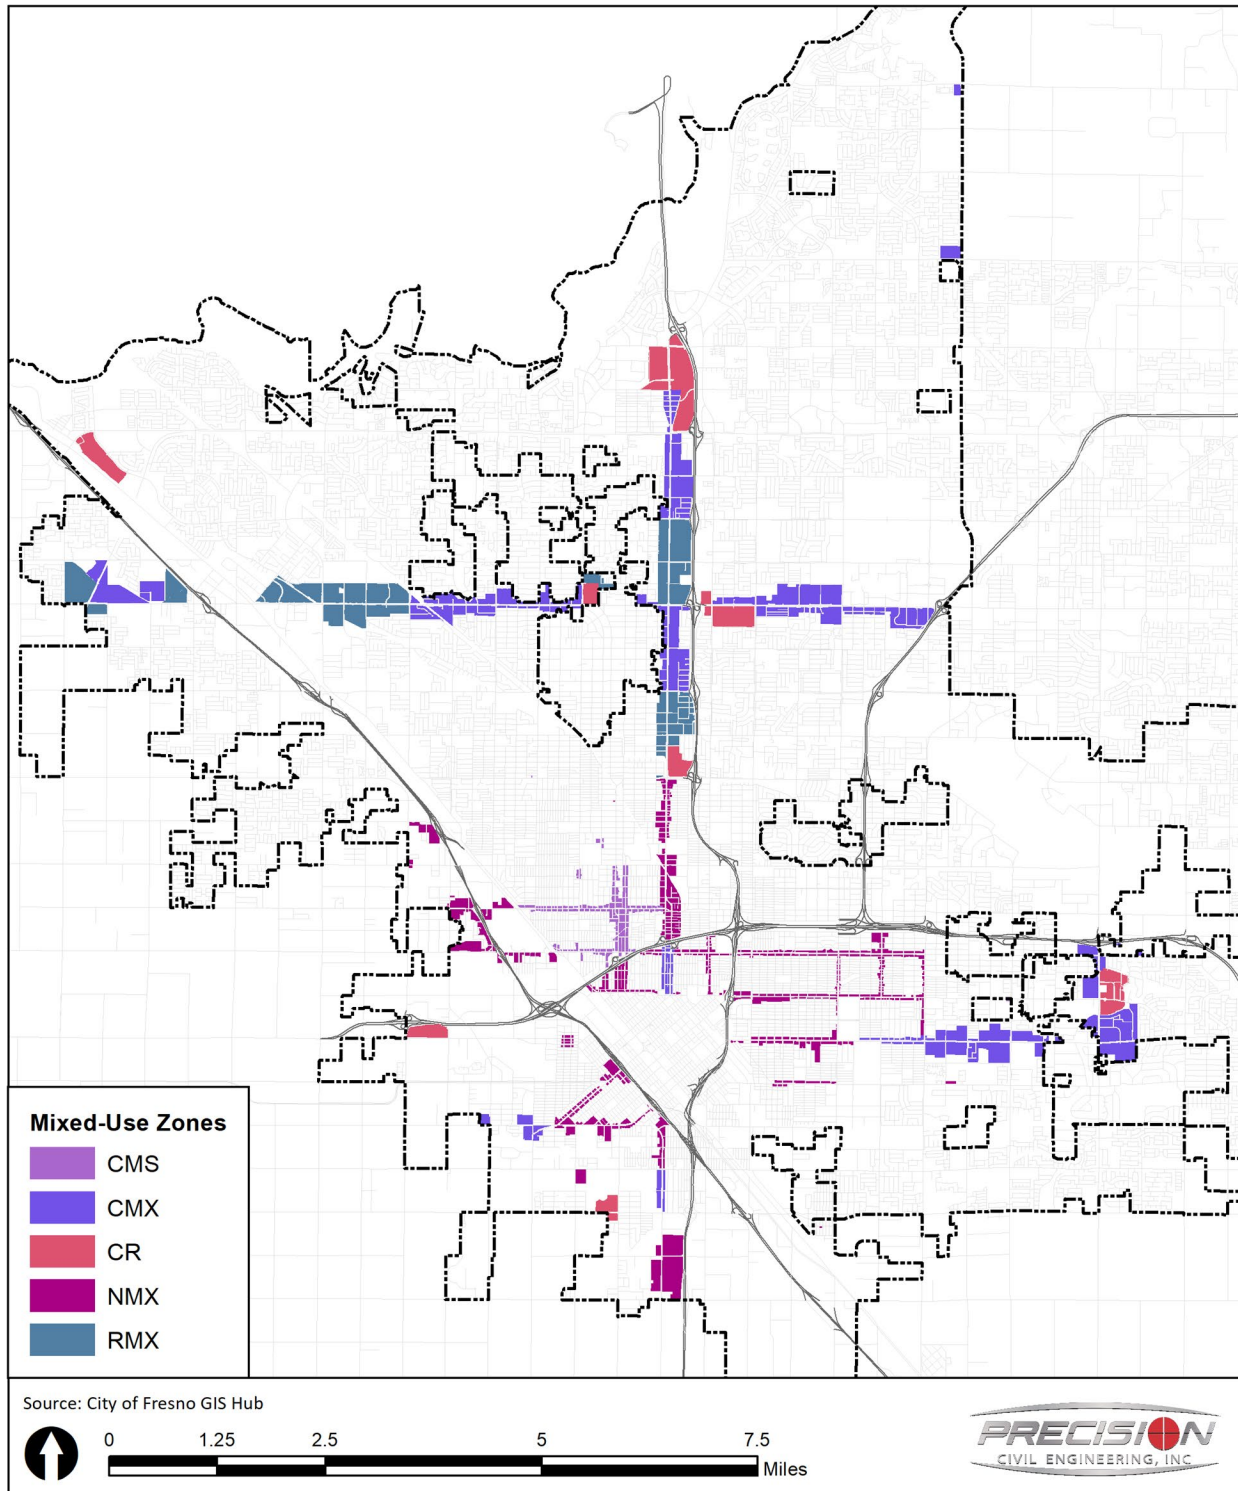 Mixed-Use Zones
CMS
CMX
CR
NMX
RMX
Source: City of Fresno GIS Hub
0 1.25 2.5 5 7.5
Miles
PRECISION
CIVIL ENGINEERING, INC